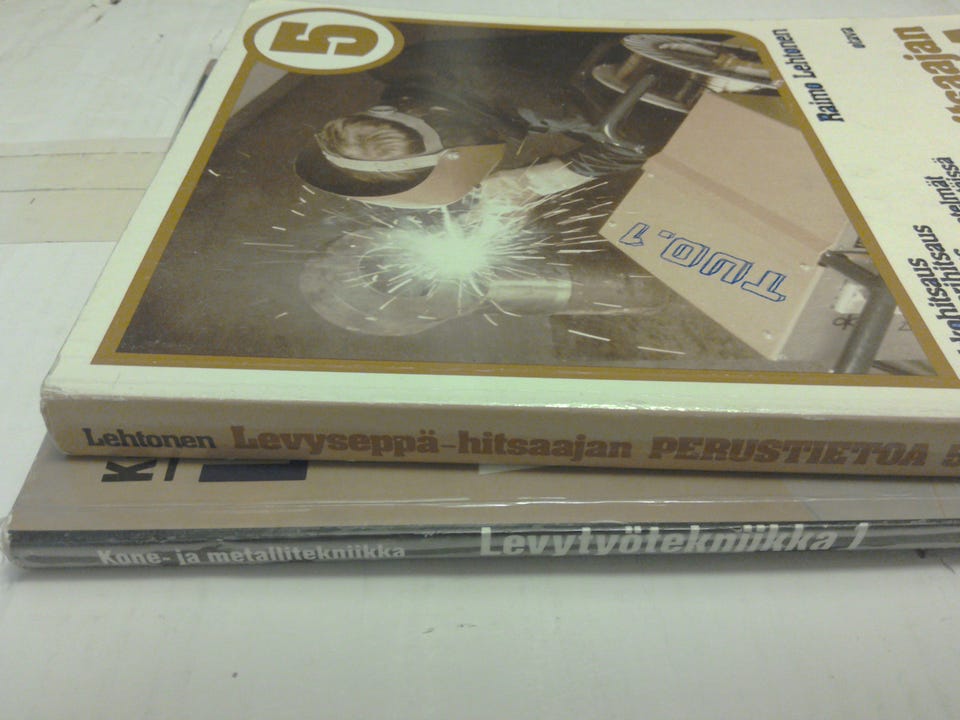 5
Raimo Lehtonen
otava
TVO.1
Lehtonen Levyseppä-hitsaajan PERUSTIETOA 5
K
Kone- ja metallitekniikka Levytyötekniikka 1